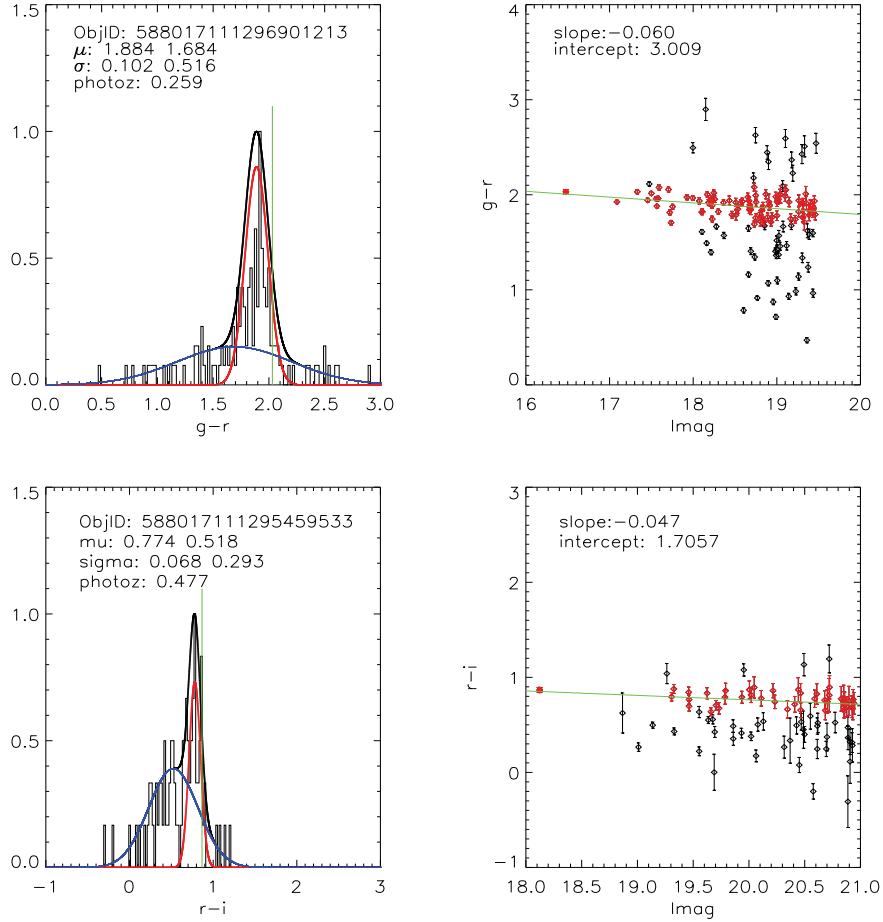 ObjID: 588017111296901213
μ: 1.884 1.684
σ: 0.102 0.516
photoz: 0.259
1.5
1.0
0.5
0.0
0.0 0.5 1.0 1.5 2.0 2.5 3.0
g-r
slope:-0.060
intercept: 3.009
4
3
2
1
0
g-r
16 17 18 19 20
Imag
ObjID: 588017111295459533
mu: 0.774 0.518
sigma: 0.068 0.293
photoz: 0.477
1.5
1.0
0.5
0.0
-1 0 1 2 3
r-i
slope:-0.047
intercept: 1.7057
3
2
1
0
-1
r-i
18.0 18.5 19.0 19.5 20.0 20.5 21.0
Imag